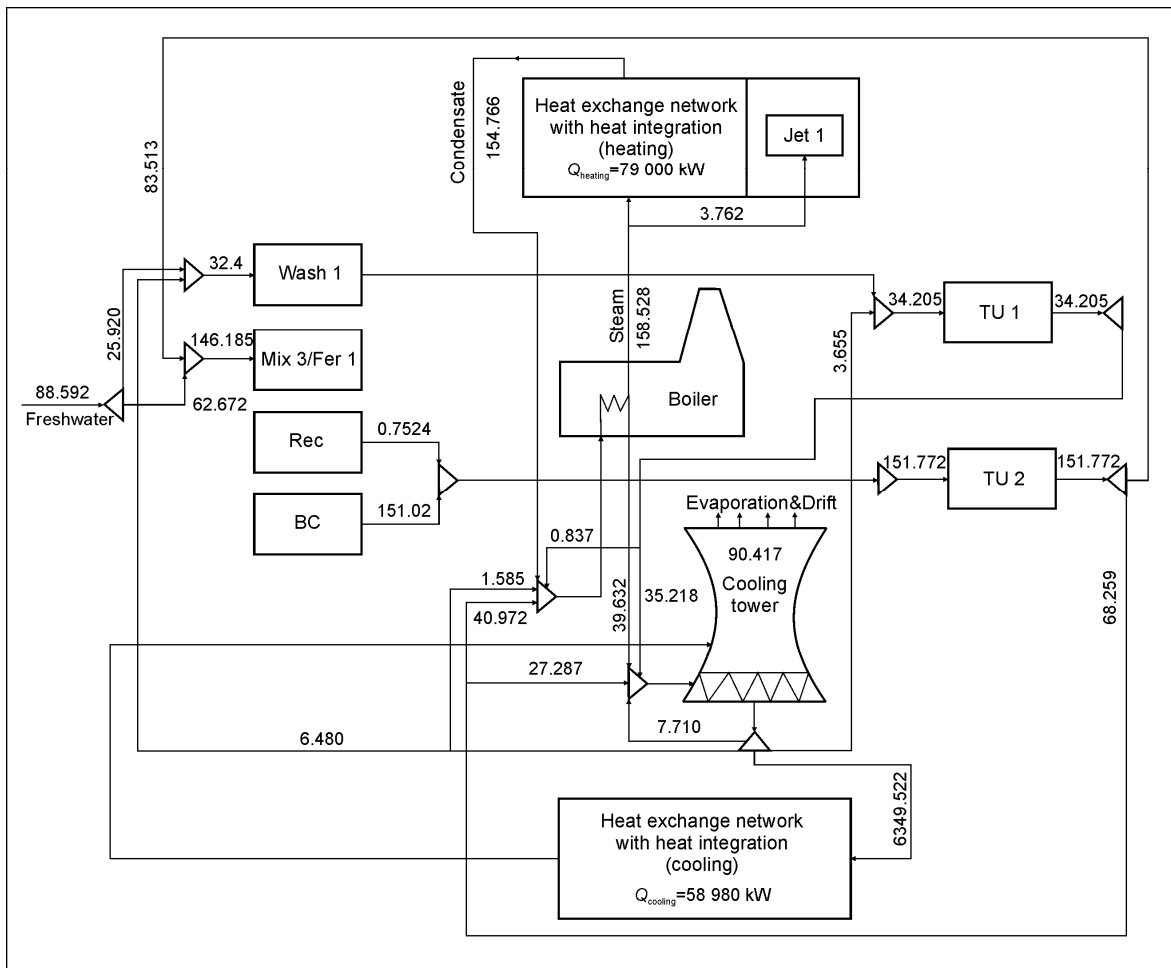 Condensate
154.766
Heat exchange network
with heat integration
(heating)
Qheating=79 000 kW
Jet 1
83.513
3.762
32.4
Wash 1
25.920
Steam
158.528
34.205
TU 1
34.205
3.655
146.185
Mix 3/Fer 1
88.592
Freshwater
62.672
Boiler
Rec
0.7524
151.772
TU 2
151.772
BC
151.02
Evaporation&Drift
0.837
90.417
Cooling
tower
1.585
40.972
39.632
35.218
68.259
27.287
7.710
6.480
6349.522
Heat exchange network
with heat integration
(cooling)
Qcooling=58 980 kW